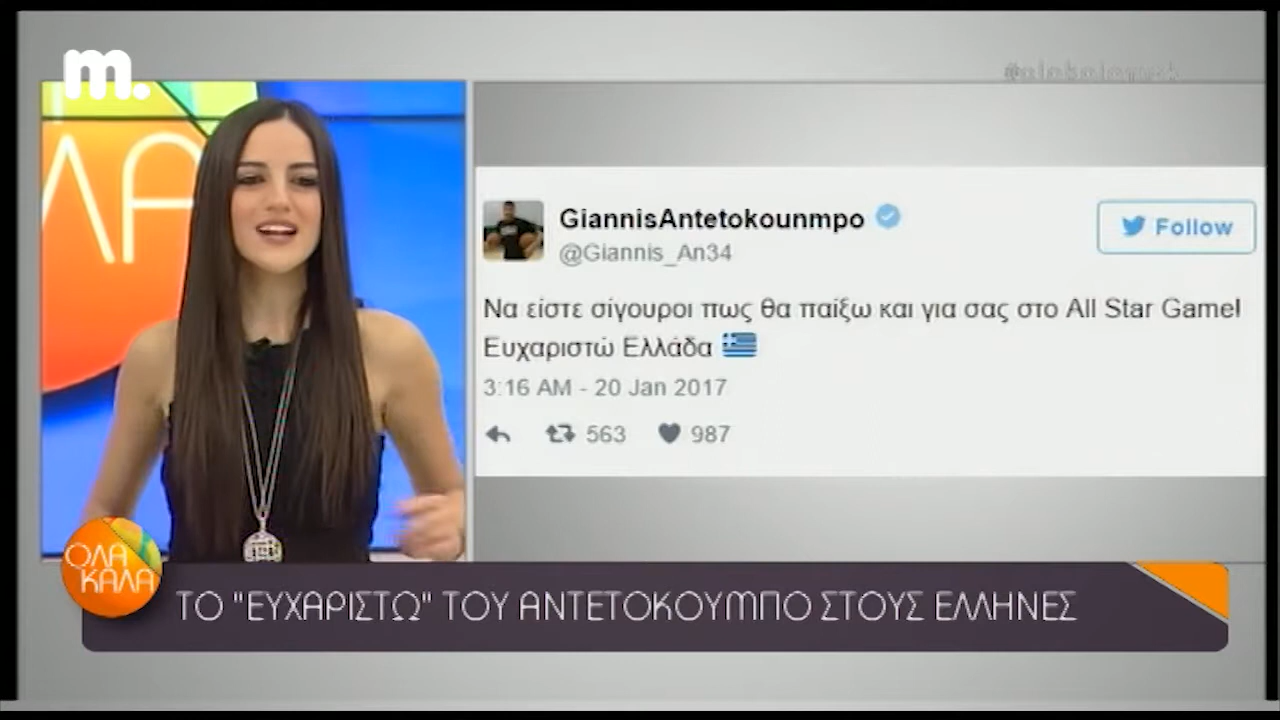 m.
ΛΑ
GiannisAntetokounmpo
@Giannis_An34
Follow
Να είστε σίγουροι πως θα παίξω και για σας στο All Star Game!
Ευχαριστώ Ελλάδα
3:16 AM - 20 Jan 2017
563 987
ΟΛΑ
ΚΑΛΑ
ΤΟ "ΕΥΧΑΡΙΣΤΩ" ΤΟΥ ΑΝΤΕΤΟΚΟΥΜΠΟ ΣΤΟΥΣ ΕΛΛΗΝΕΣ